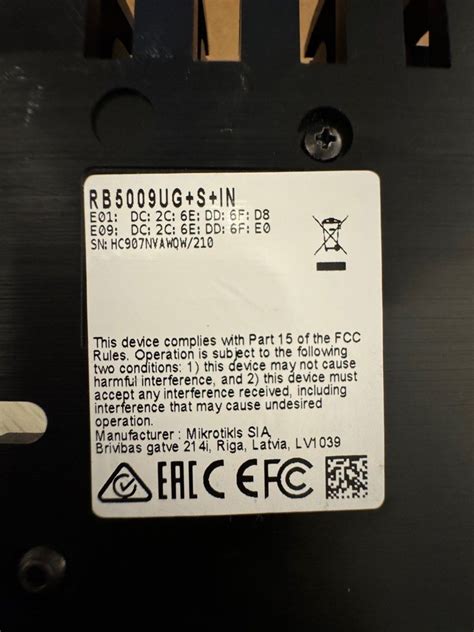 RB5009UG+S+IN
E01: DC: 2C: 6E: DD: 6F: D8
E09: DC: 2C: 6E: DD: 6F: E0
SN: HC907NVAWQW/210
This device complies with Part 15 of the FCC
Rules. Operation is subject to the following
two conditions: 1) this device may not cause
harmful interference, and 2) this device must
accept any interference received, including
interference that may cause undesired
operation.
Manufacturer : Mikrotikls SIA,
Brivibas gatve 214i, Riga, Latvia, LV1039
EAC CE FC